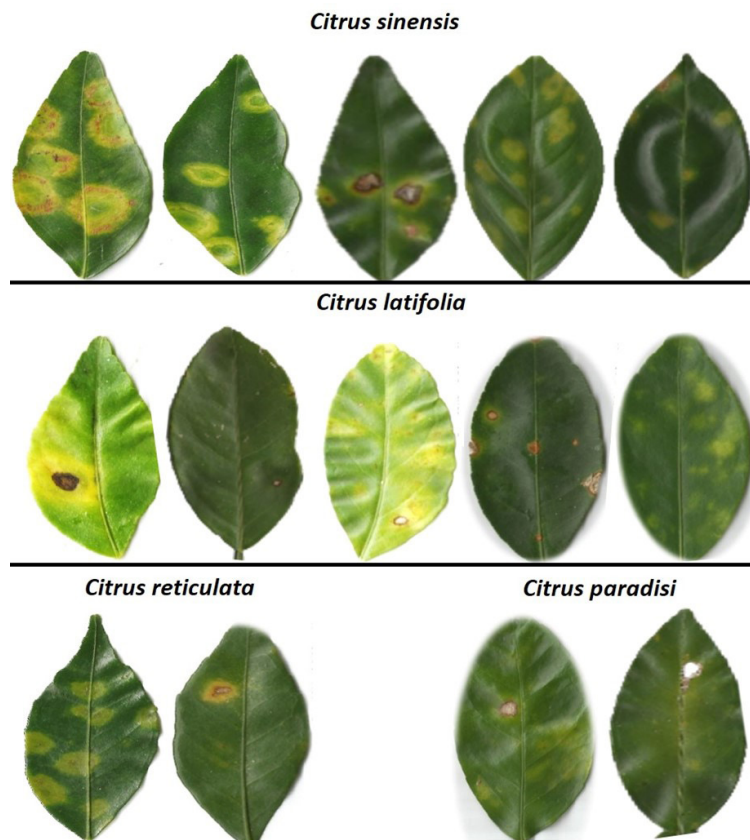 Citrus sinensis
Citrus latifolia
Citrus reticulata
Citrus paradisi